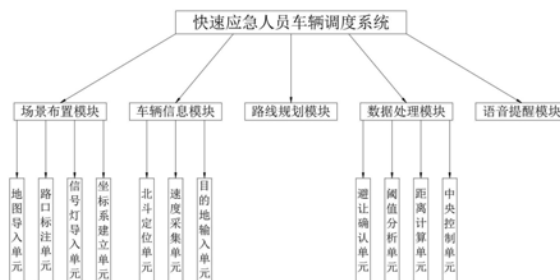 快速应急人员车辆调度系统
场景布置模块
车辆信息模块
路线规划模块
数据处理模块
语音提醒模块
地图导入单元
路口标注单元
信号灯导入单元
坐标系建立单元
北斗定位单元
速度采集单元
目的地输入单元
避让确认单元
阈值分析单元
距离计算单元
中央控制单元